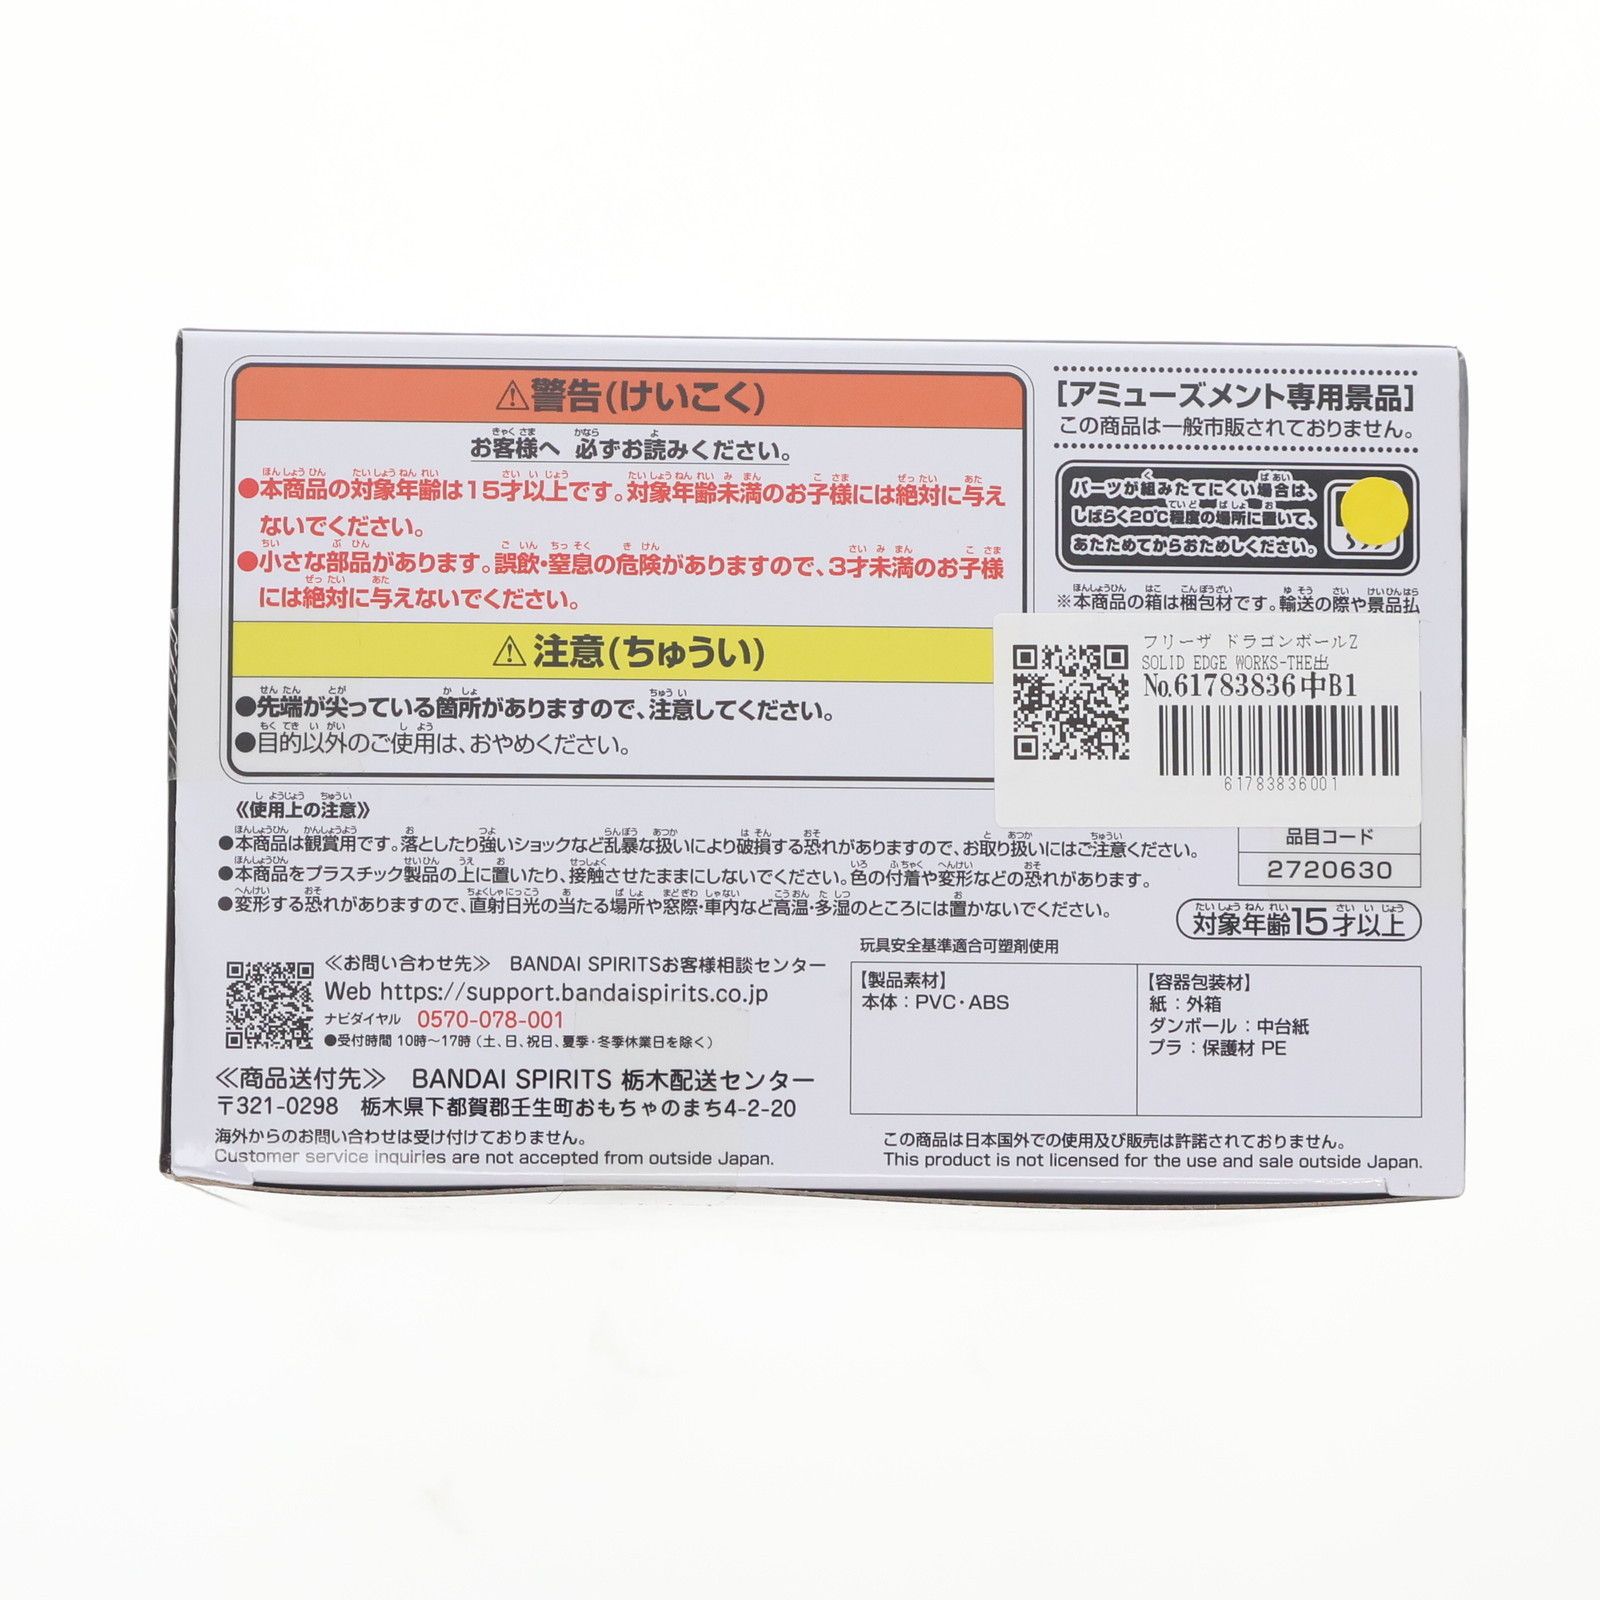 ⚠警告(けいこく)
お客様へ 必ずお読みください。
●本商品の対象年齢は15才以上です。対象年齢未満のお子様には絶対に与え
ないでください。
●小さな部品があります。誤飲・窒息の危険がありますので、3才未満のお子様
には絶対に与えないでください。
⚠注意(ちゅうい)
●先端が尖っている箇所がありますので、注意してください。
●目的以外のご使用は、おやめください。
[アミューズメント専用景品]
この商品は一般市販されておりません。
パーツが組みたてにくい場合は、
しばらく20℃程度の場所に置いて、
あたためてからおためしください。
※本商品の箱は梱包材です。輸送の際や景品払
フリーザ ドラゴンボールZ
SOLID EDGE WORKS-THE出
No.61783836中B1
61783836001
《使用上の注意》
●本商品は観賞用です。落としたり強いショックなど乱暴な扱いにより破損する恐れがありますので、お取り扱いにはご注意ください。
●本商品をプラスチック製品の上に置いたり、接触させたままにしないでください。色の付着や変形などの恐れがあります。
●変形する恐れがありますので、直射日光の当たる場所や窓際・車内など高温・多湿のところには置かないでください。
品目コード
2720630
対象年齢15才以上
≪お問い合わせ先≫ BANDAI SPIRITSお客様相談センター
Web https://support.bandaispirits.co.jp
ナビダイヤル 0570-078-001
●受付時間 10時～17時 (土、日、祝日、夏季・冬季休業日を除く)
≪商品送付先≫ BANDAI SPIRITS 栃木配送センター
〒321-0298 栃木県下都賀郡壬生町おもちゃのまち4-2-20
海外からのお問い合わせは受け付けておりません。
Customer service inquiries are not accepted from outside Japan.
玩具安全基準適合可塑剤使用
【製品素材】
本体：PVC・ABS
【容器包装材】
紙：外箱
ダンボール：中台紙
プラ：保護材 PE
この商品は日本国外での使用及び販売は許諾されておりません。
This product is not licensed for the use and sale outside Japan.